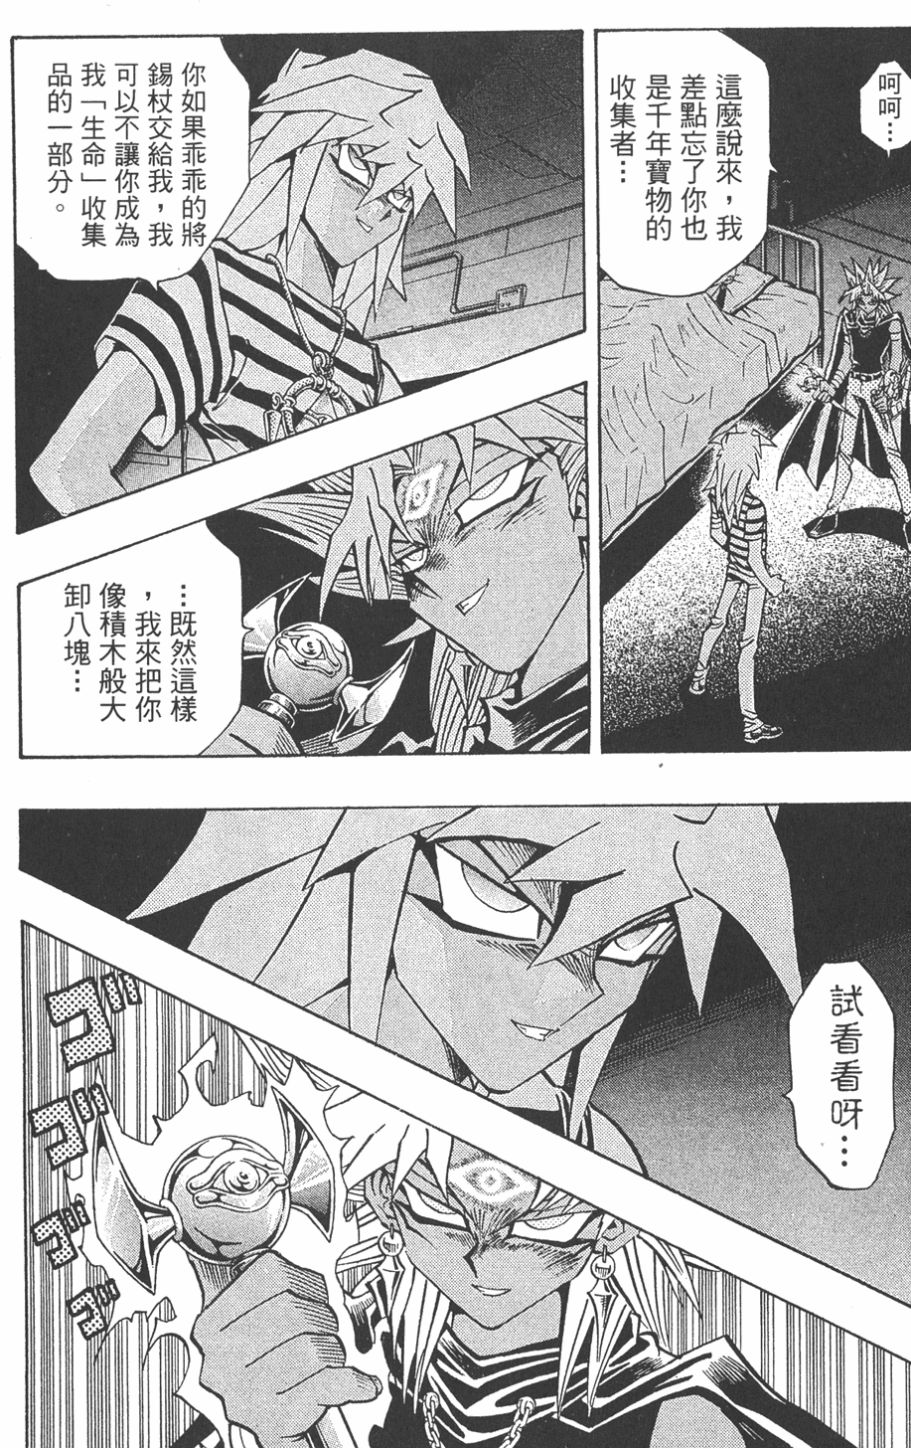 呵呵…
這麼說來，我
差點忘了你也
是千年寶物的
收集者…
你如果乖乖的將
錫杖交給我，我
可以不讓你成為
我「生命」收集
品的一部分。
…既然這樣
，我來把你
像積木般大
卸八塊…
試看看呀…
ゴ
ゴ
ゴ
ゴ